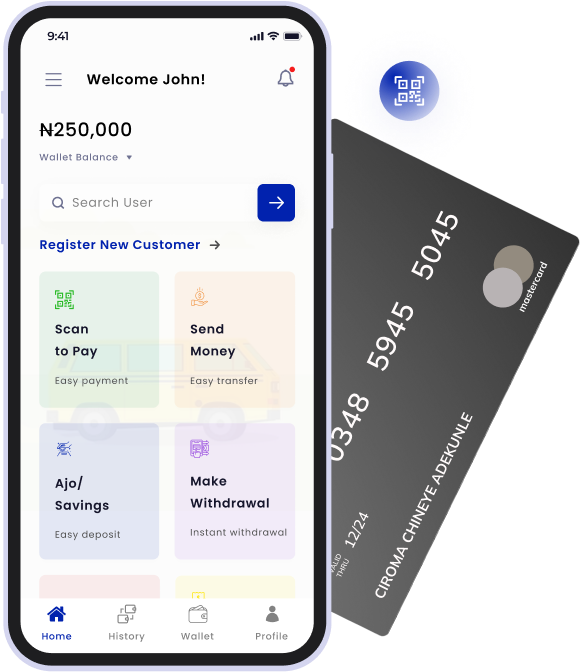 9:41
Welcome John!
₦250,000
Wallet Balance
Search User
Register New Customer
Scan
to Pay
Easy payment
Send
Money
Easy transfer
Ajo/
Savings
Easy deposit
Make
Withdrawal
Instant withdrawal
Home
History
Wallet
Profile
0348 5945 5045
mastercard
VALID
THRU
12/24
CIROMA CHINEYE ADEKUNLE